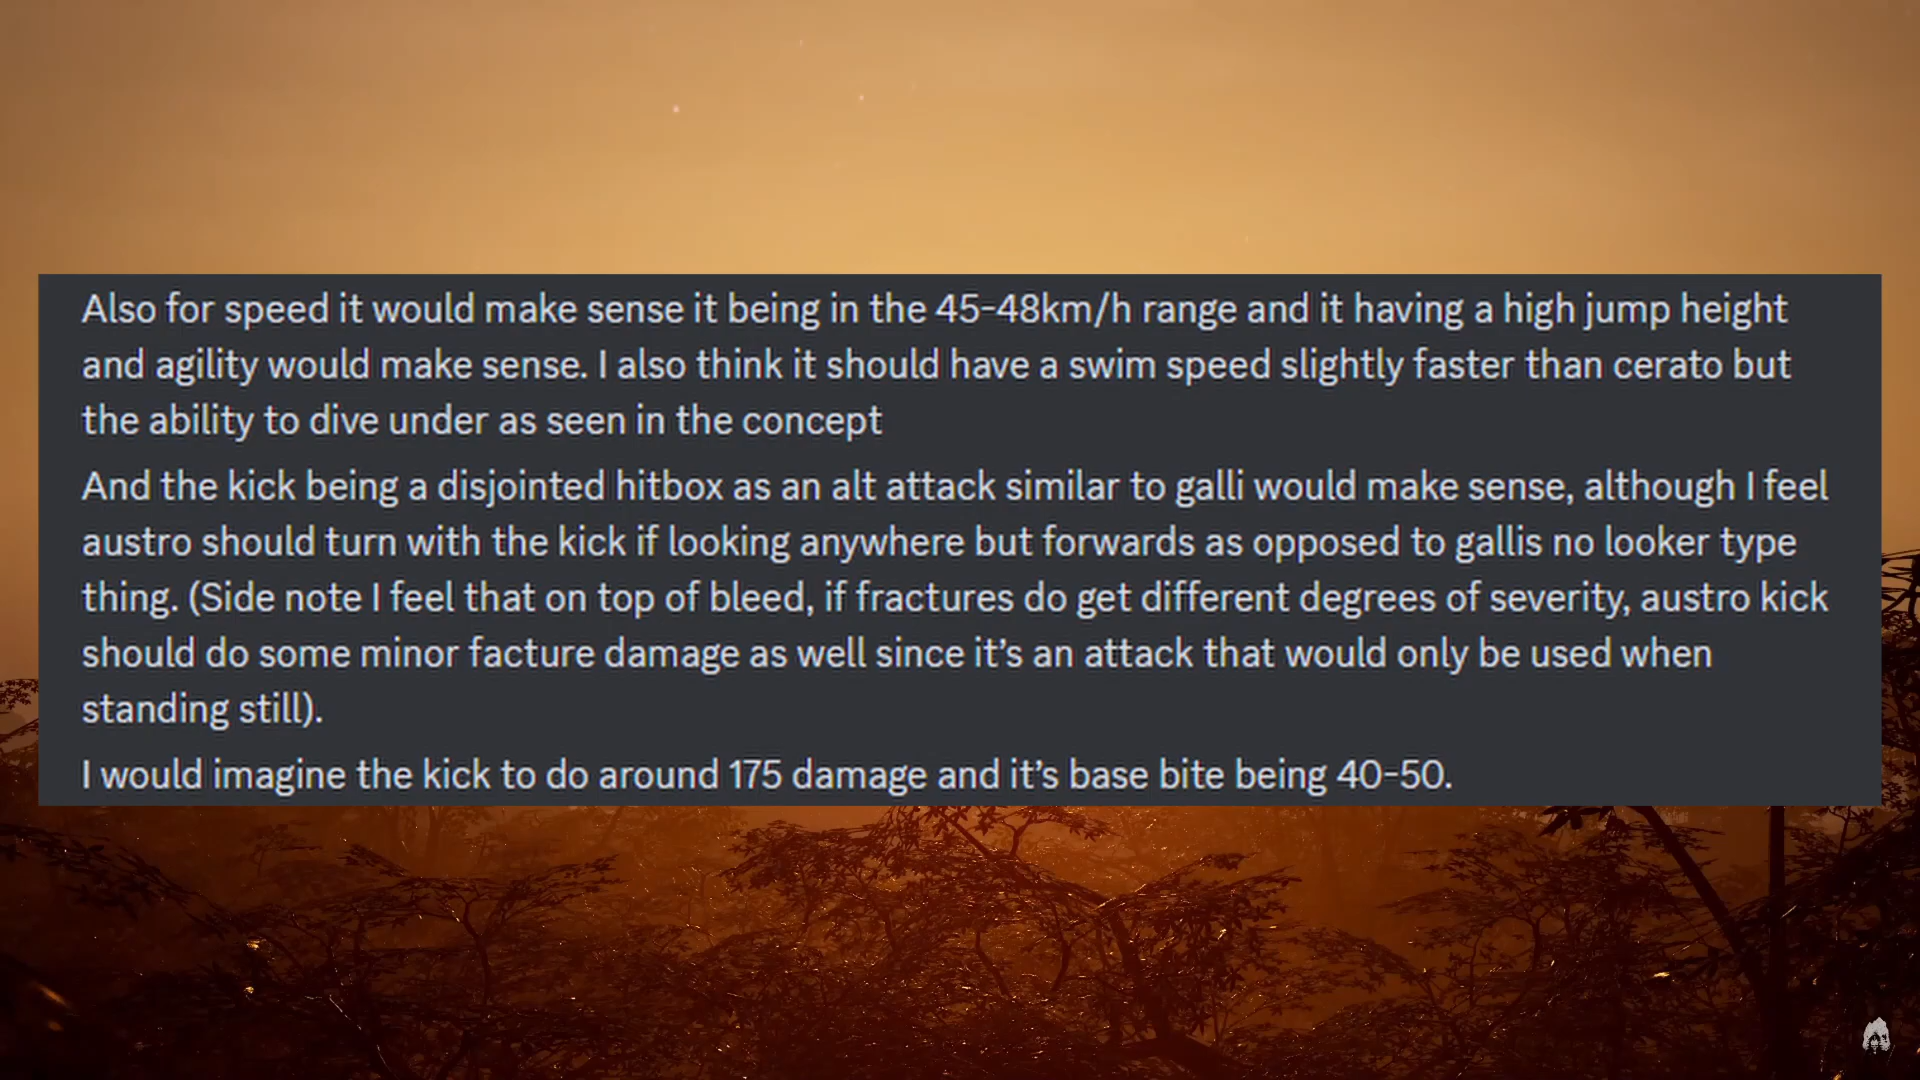 Also for speed it would make sense it being in the 45-48km/h range and it having a high jump height
and agility would make sense. I also think it should have a swim speed slightly faster than cerato but
the ability to dive under as seen in the concept
And the kick being a disjointed hitbox as an alt attack similar to galli would make sense, although I feel
austro should turn with the kick if looking anywhere but forwards as opposed to gallis no looker type
thing. (Side note I feel that on top of bleed, if fractures do get different degrees of severity, austro kick
should do some minor facture damage as well since it’s an attack that would only be used when
standing still).
I would imagine the kick to do around 175 damage and it’s base bite being 40-50.